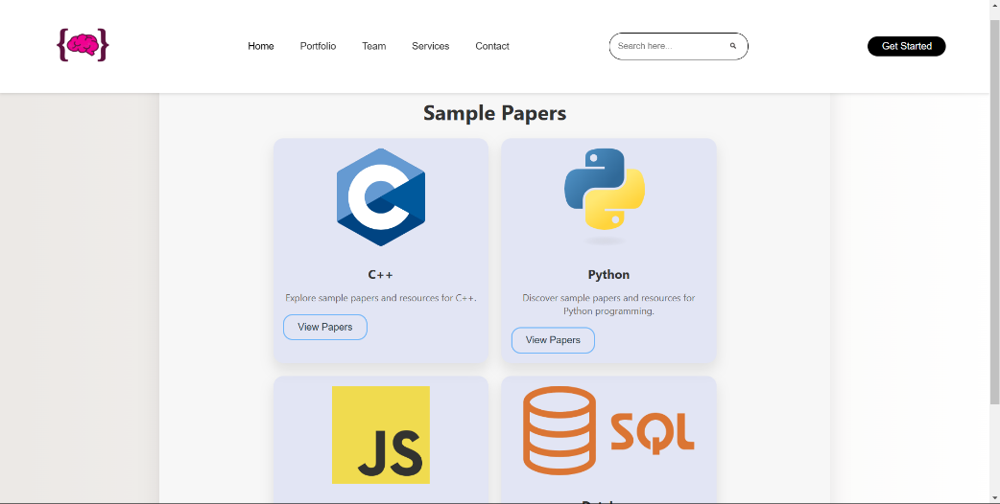 Home
Portfolio
Team
Services
Contact
Search here...
Get Started
Sample Papers
C
C++
Explore sample papers and resources for C++.
View Papers
Python
Discover sample papers and resources for
Python programming.
View Papers
JS
SQL